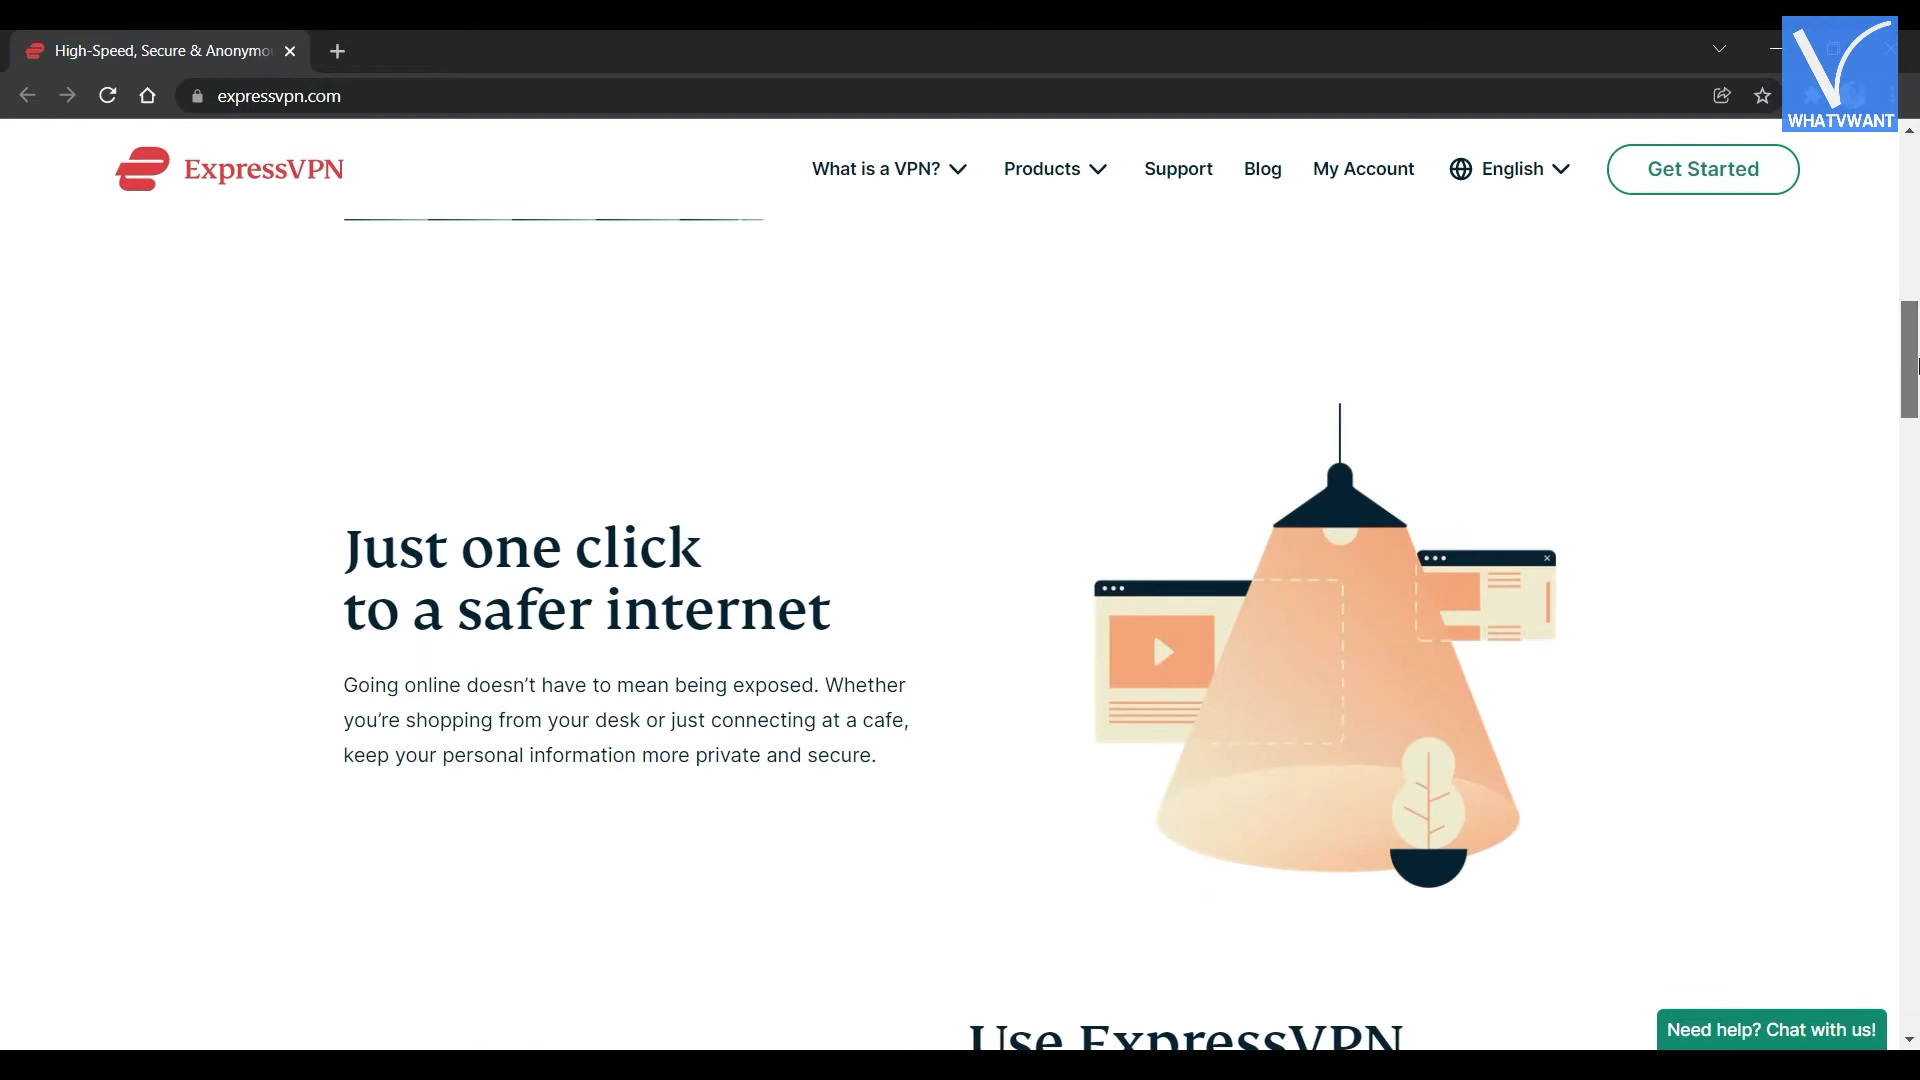 High-Speed, Secure & Anonymo
expressvpn.com
WHATVWANT
ExpressVPN
What is a VPN?
Products
Support
Blog
My Account
English
Get Started
Just one click
to a safer internet
Going online doesn’t have to mean being exposed. Whether
you’re shopping from your desk or just connecting at a cafe,
keep your personal information more private and secure.
Use ExpressVPN
Need help? Chat with us!